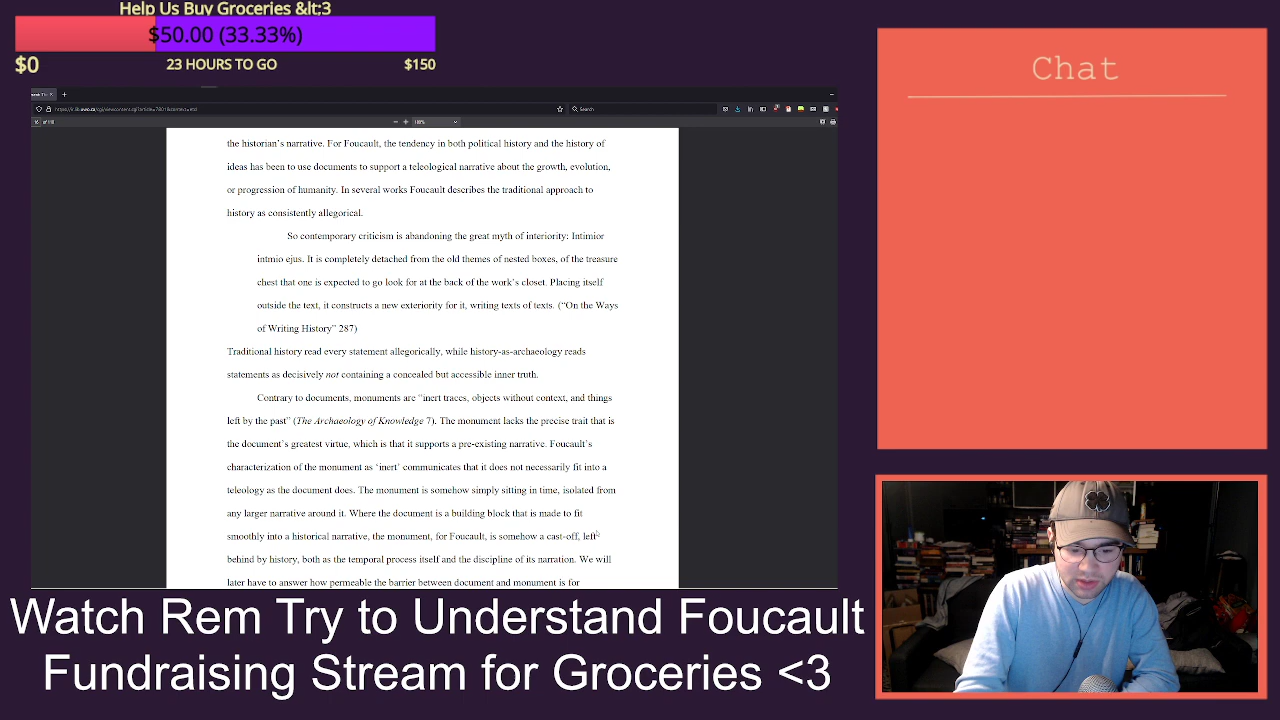 Help Us Buy Groceries &lt;3
$50.00 (33.33%)
$0
23 HOURS TO GO
$150
Chat
Search
the historian's narrative. For Foucault, the tendency in both political history and the history of
ideas has been to use documents to support a teleological narrative about the growth, evolution,
or progression of humanity. In several works Foucault describes the traditional approach to
history as consistently allegorical.
So contemporary criticism is abandoning the great myth of interiority: Intimior
intmio ejus. It is completely detached from the old themes of nested boxes, of the treasure
chest that one is expected to go look for at the back of the work's closet. Placing itself
outside the text, it constructs a new exteriority for it, writing texts of texts. (“On the Ways
of Writing History” 287)
Traditional history read every statement allegorically, while history-as-archaeology reads
statements as decisively not containing a concealed but accessible inner truth.
Contrary to documents, monuments are “inert traces, objects without context, and things
left by the past” (The Archaeology of Knowledge 7). The monument lacks the precise trait that is
the document's greatest virtue, which is that it supports a pre-existing narrative. Foucault's
characterization of the monument as ‘inert’ communicates that it does not necessarily fit into a
teleology as the document does. The monument is somehow simply sitting in time, isolated from
any larger narrative around it. Where the document is a building block that is made to fit
smoothly into a historical narrative, the monument, for Foucault, is somehow a cast-off, left
behind by history, both as the temporal process itself and the discipline of its narration. We will
later have to answer how permeable the barrier between document and monument is for
Watch Rem Try to Understand Foucault
Fundraising Stream for Groceries <3